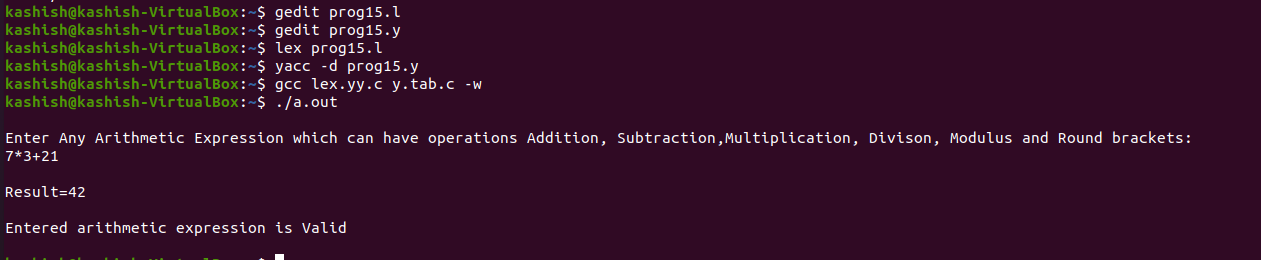 kashish@kashish-VirtualBox:~$ gedit prog15.l
kashish@kashish-VirtualBox:~$ gedit prog15.y
kashish@kashish-VirtualBox:~$ lex prog15.l
kashish@kashish-VirtualBox:~$ yacc -d prog15.y
kashish@kashish-VirtualBox:~$ gcc lex.yy.c y.tab.c -w
kashish@kashish-VirtualBox:~$ ./a.out
Enter Any Arithmetic Expression which can have operations Addition, Subtraction,Multiplication, Divison, Modulus and Round brackets:
7*3+21
Result=42
Entered arithmetic expression is Valid
kashish@kashish-VirtualBox:~$